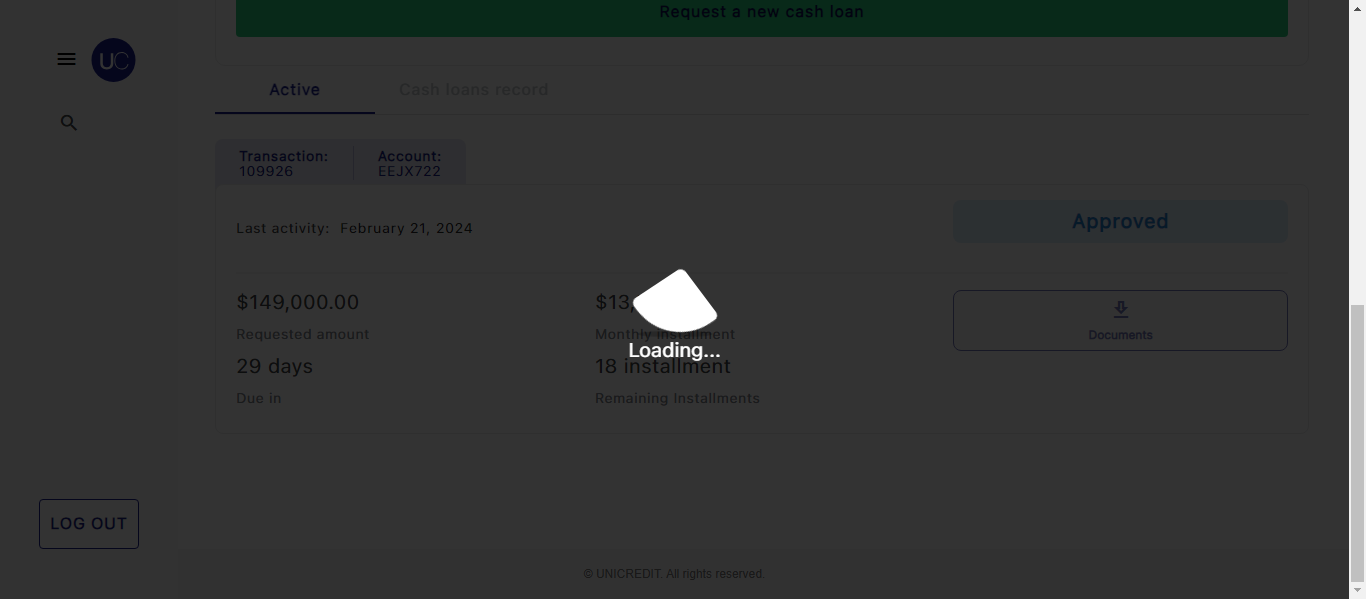 Request a new cash loan
UC
Active Cash loans record
Transaction: Account:
109926 EEJX722
Last activity: February 21, 2024
Approved
$149,000.00 $13,
Requested amount Monthly Installment
Documents
Loading...
29 days 18 installment
Due in Remaining Installments
LOG OUT
© UNICREDIT. All rights reserved.